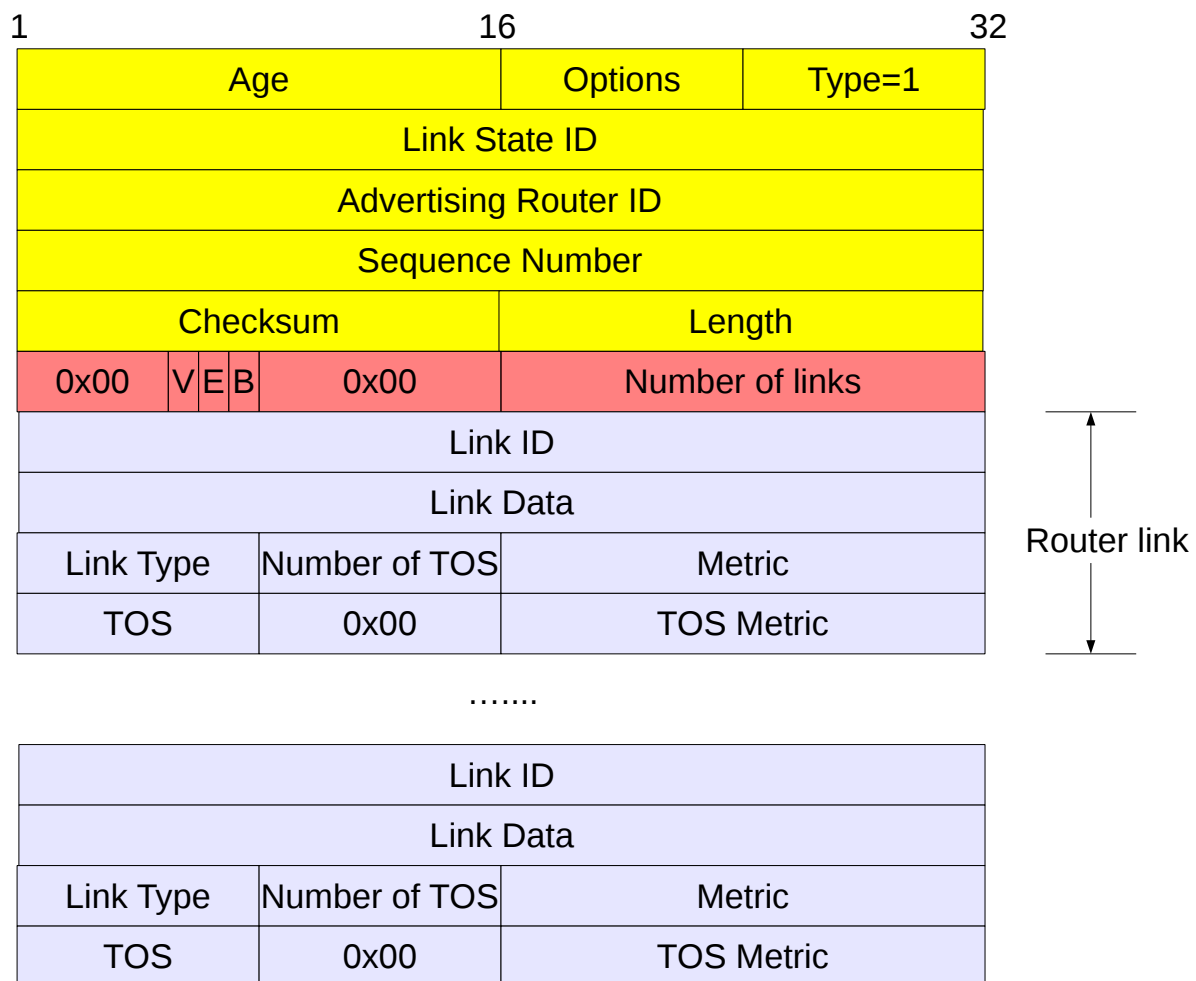 1 16 32
Age Options Type=1
Link State ID
Advertising Router ID
Sequence Number
Checksum Length
0x00 V E B 0x00 Number of links
Link ID
Link Data
Router link
Link Type Number of TOS Metric
TOS 0x00 TOS Metric
…....
Link ID
Link Data
Link Type Number of TOS Metric
TOS 0x00 TOS Metric